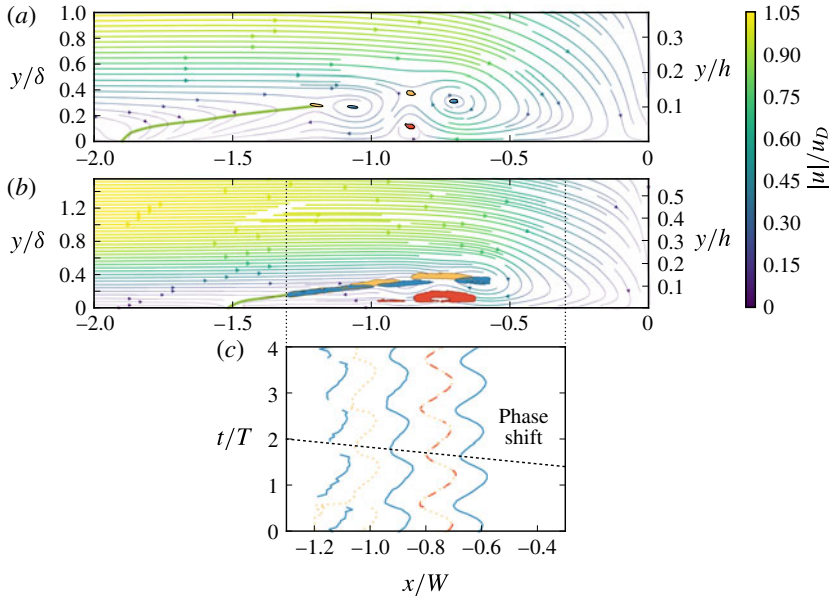 (a)
1.0
0.8
0.6
0.4
0.2
0
y/δ
0.3
0.2
0.1
y/h
−2.0 −1.5 −1.0 −0.5 0
(b)
1.2
0.8
0.4
0
y/δ
0.5
0.4
0.3
0.2
0.1
y/h
−2.0 −1.5 −1.0 −0.5 0
1.05
0.90
0.75
0.60
0.45
0.30
0.15
0
|u|/u_D
(c)
4
3
2
1
0
t/T
Phase
shift
−1.2 −1.0 −0.8 −0.6 −0.4
x/W